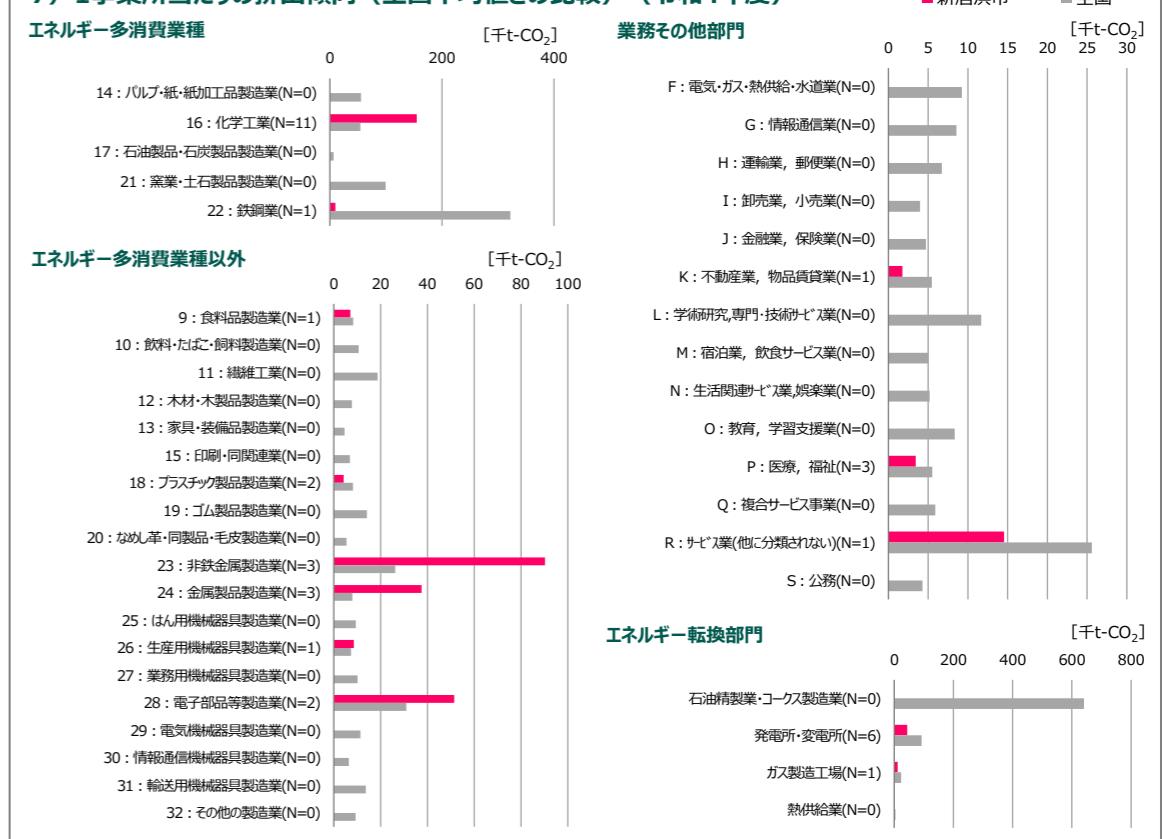 エネルギー多消費業種
[千t-CO2]
0 200 400
14：パルプ・紙・紙加工品製造業(N=0)
16：化学工業(N=11)
17：石油製品・石炭製品製造業(N=0)
21：窯業・土石製品製造業(N=0)
22：鉄鋼業(N=1)
エネルギー多消費業種以外
[千t-CO2]
0 20 40 60 80 100
9：食料品製造業(N=1)
10：飲料・たばこ・飼料製造業(N=0)
11：繊維工業(N=0)
12：木材・木製品製造業(N=0)
13：家具・装備品製造業(N=0)
15：印刷・同関連業(N=0)
18：プラスチック製品製造業(N=2)
19：ゴム製品製造業(N=0)
20：なめし革・同製品・毛皮製造業(N=0)
23：非鉄金属製造業(N=3)
24：金属製品製造業(N=3)
25：はん用機械器具製造業(N=0)
26：生産用機械器具製造業(N=1)
27：業務用機械器具製造業(N=0)
28：電子部品等製造業(N=2)
29：電気機械器具製造業(N=0)
30：情報通信機械器具製造業(N=0)
31：輸送用機械器具製造業(N=0)
32：その他の製造業(N=0)
業務その他部門
[千t-CO2]
0 5 10 15 20 25 30
F：電気・ガス・熱供給・水道業(N=0)
G：情報通信業(N=0)
H：運輸業，郵便業(N=0)
I：卸売業，小売業(N=0)
J：金融業，保険業(N=0)
K：不動産業，物品賃貸業(N=1)
L：学術研究,専門・技術ｻｰﾋﾞｽ業(N=0)
M：宿泊業，飲食サービス業(N=0)
N：生活関連ｻｰﾋﾞｽ業,娯楽業(N=0)
O：教育，学習支援業(N=0)
P：医療，福祉(N=3)
Q：複合サービス事業(N=0)
R：ｻｰﾋﾞｽ業(他に分類されない)(N=1)
S：公務(N=0)
エネルギー転換部門
[千t-CO2]
0 200 400 600 800
石油精製業・コークス製造業(N=0)
発電所・変電所(N=6)
ガス製造工場(N=1)
熱供給業(N=0)